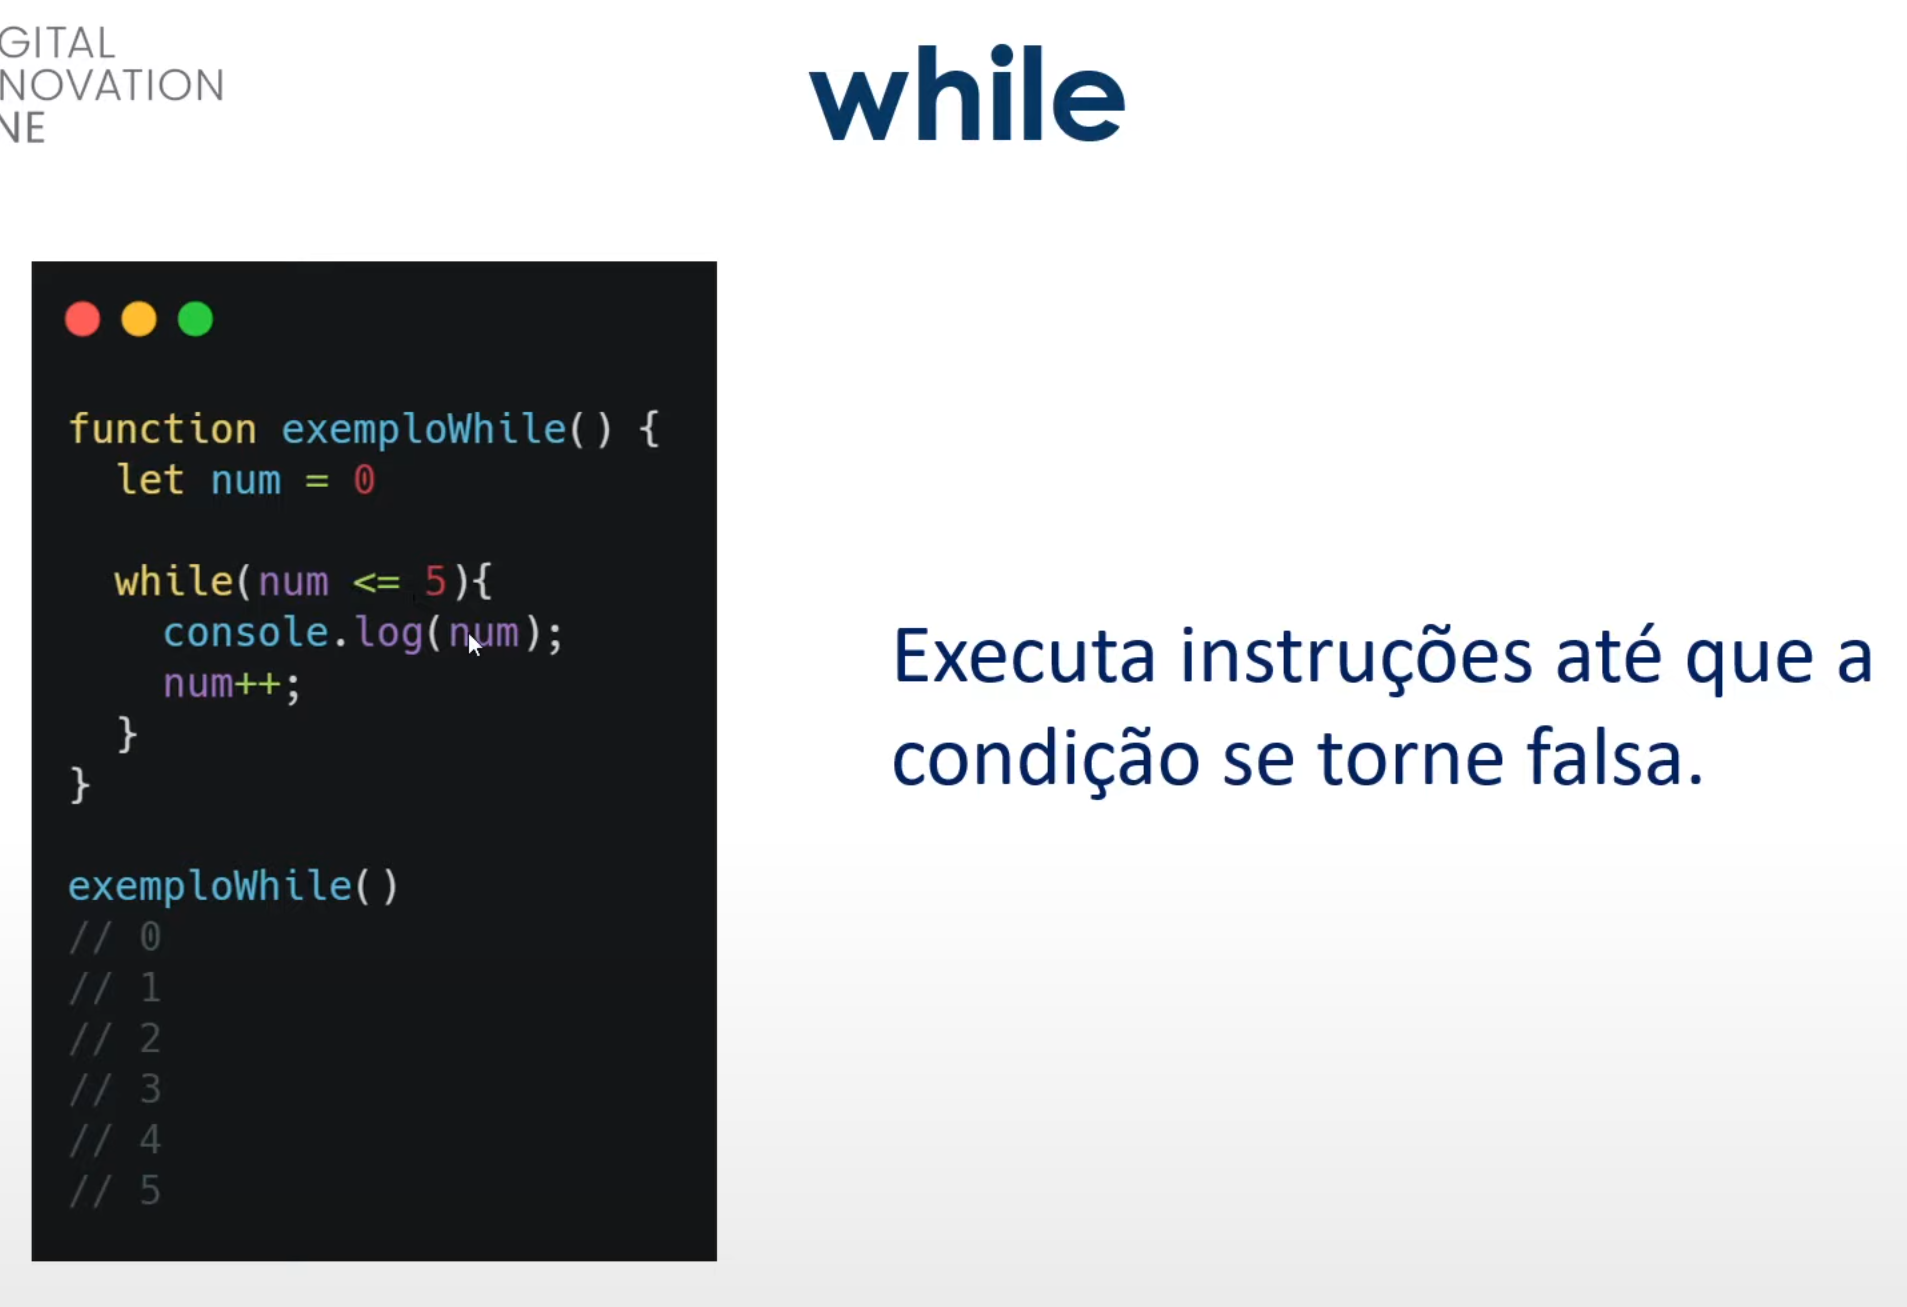 GITAL
NOVATION
NE
while
function exemploWhile() {
  let num = 0
  while(num <= 5){
    console.log(num);
    num++;
  }
}
exemploWhile()
// 0
// 1
// 2
// 3
// 4
// 5
Executa instruções até que a
condição se torne falsa.